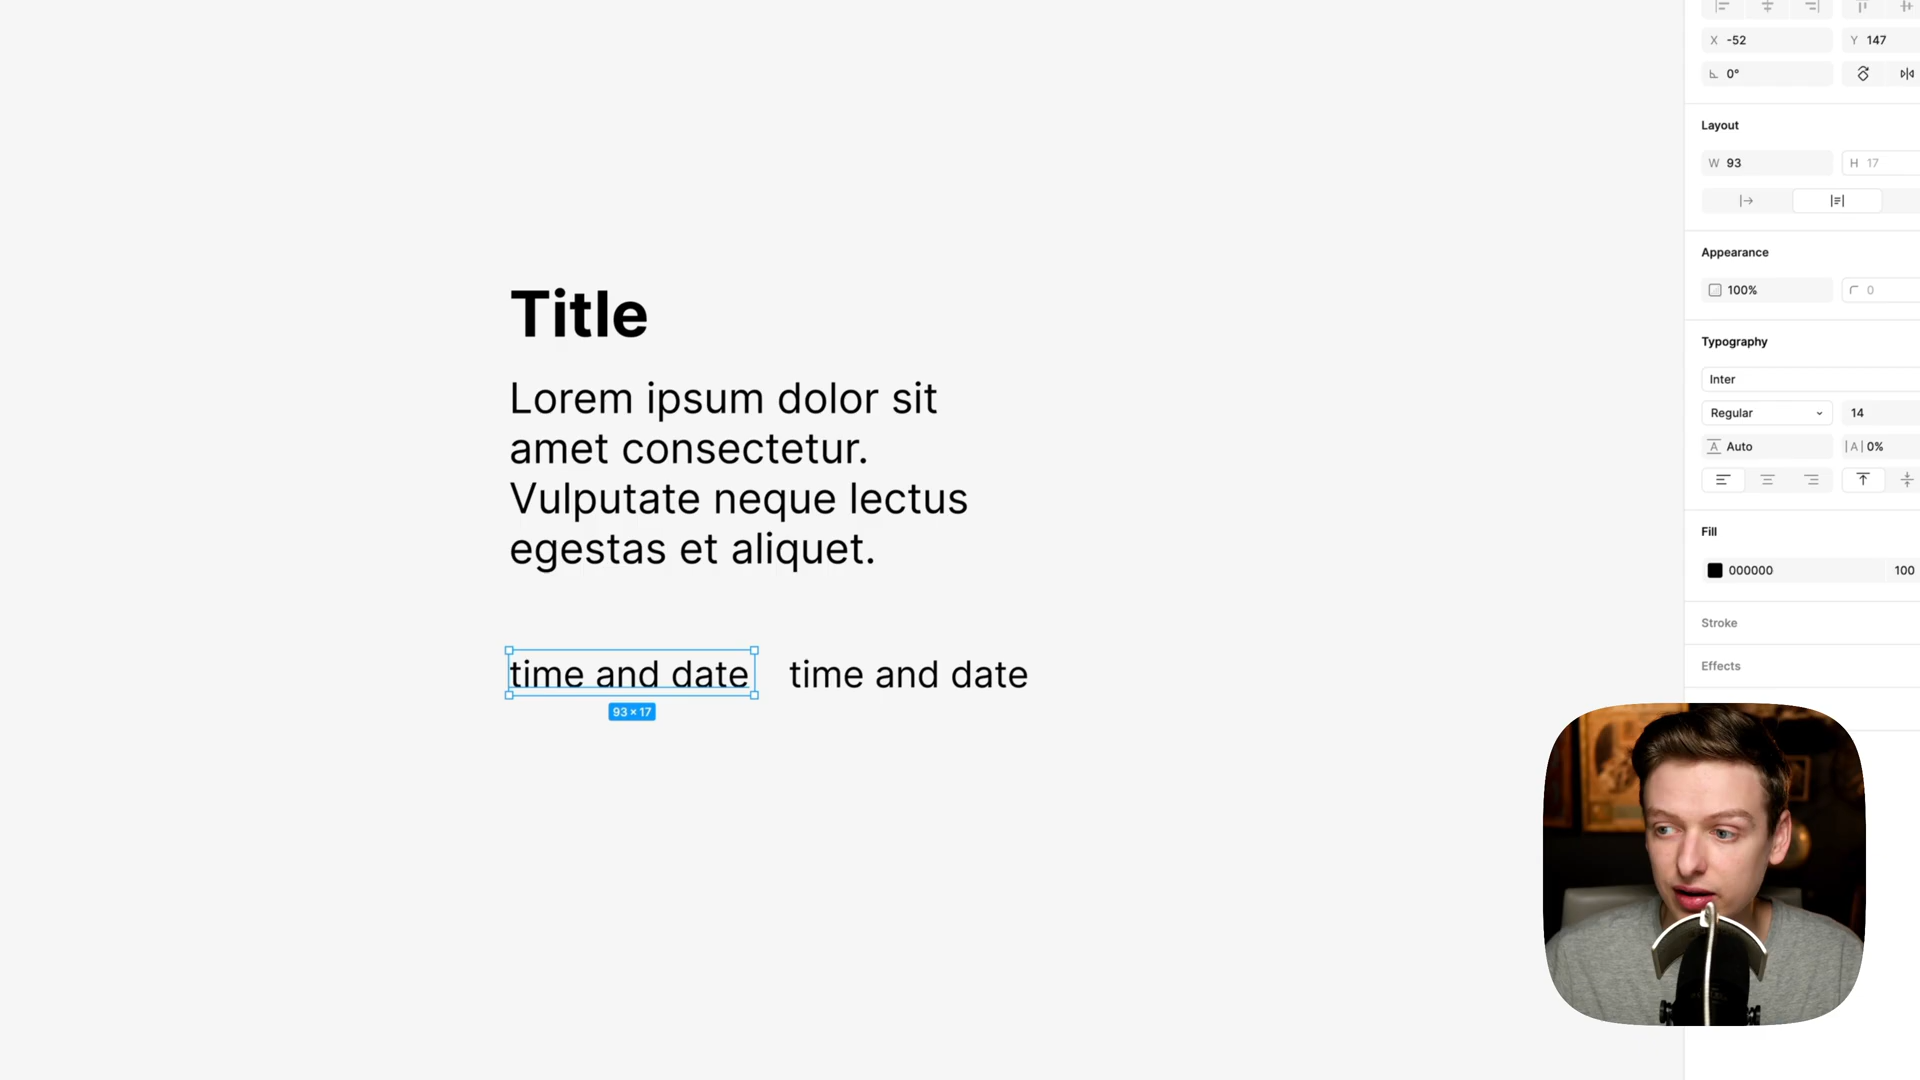 X -52
Y 147
0°
Layout
W 93
H 17
Appearance
100%
0
Typography
Inter
Regular
14
Auto
|A| 0%
Fill
000000
100
Stroke
Effects
Title
Lorem ipsum dolor sit
amet consectetur.
Vulputate neque lectus
egestas et aliquet.
time and date
time and date
93 × 17